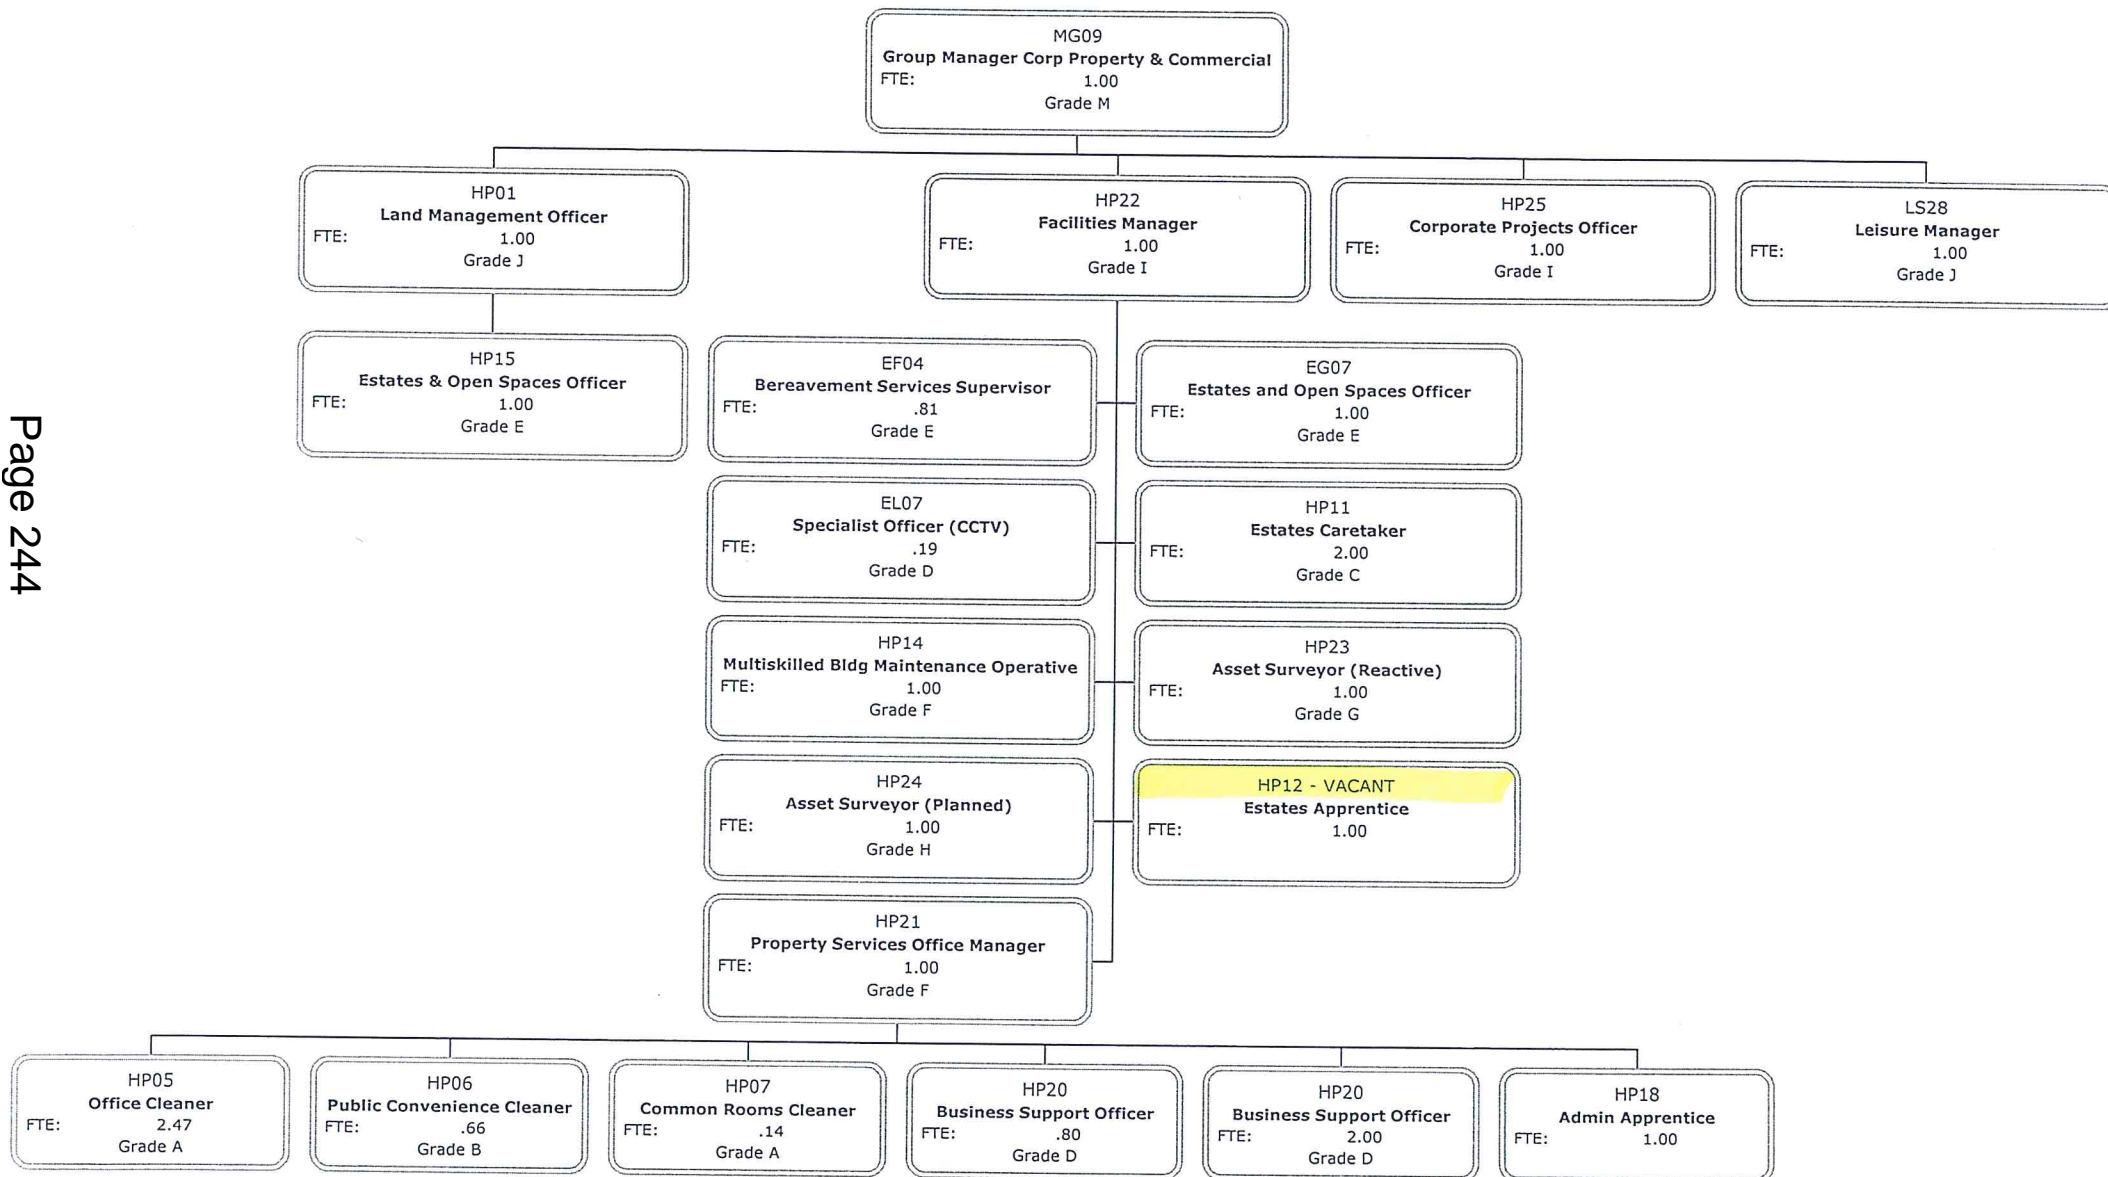 MG09
Group Manager Corp Property & Commercial
FTE: 1.00
Grade M
HP01
Land Management Officer
FTE: 1.00
Grade J
HP22
Facilities Manager
FTE: 1.00
Grade I
HP25
Corporate Projects Officer
FTE: 1.00
Grade I
LS28
Leisure Manager
FTE: 1.00
Grade J
HP15
Estates & Open Spaces Officer
FTE: 1.00
Grade E
EF04
Bereavement Services Supervisor
FTE: .81
Grade E
EG07
Estates and Open Spaces Officer
FTE: 1.00
Grade E
EL07
Specialist Officer (CCTV)
FTE: .19
Grade D
HP11
Estates Caretaker
FTE: 2.00
Grade C
HP14
Multiskilled Bldg Maintenance Operative
FTE: 1.00
Grade F
HP23
Asset Surveyor (Reactive)
FTE: 1.00
Grade G
HP24
Asset Surveyor (Planned)
FTE: 1.00
Grade H
HP12 - VACANT
Estates Apprentice
FTE: 1.00
HP21
Property Services Office Manager
FTE: 1.00
Grade F
HP05
Office Cleaner
FTE: 2.47
Grade A
HP06
Public Convenience Cleaner
FTE: .66
Grade B
HP07
Common Rooms Cleaner
FTE: .14
Grade A
HP20
Business Support Officer
FTE: .80
Grade D
HP20
Business Support Officer
FTE: 2.00
Grade D
HP18
Admin Apprentice
FTE: 1.00
Page 244